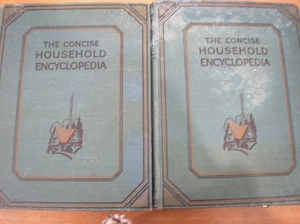 THE CONCISE
HOUSEHOLD
ENCYCLOPEDIA
THE CONCISE
HOUSEHOLD
ENCYCLOPEDIA